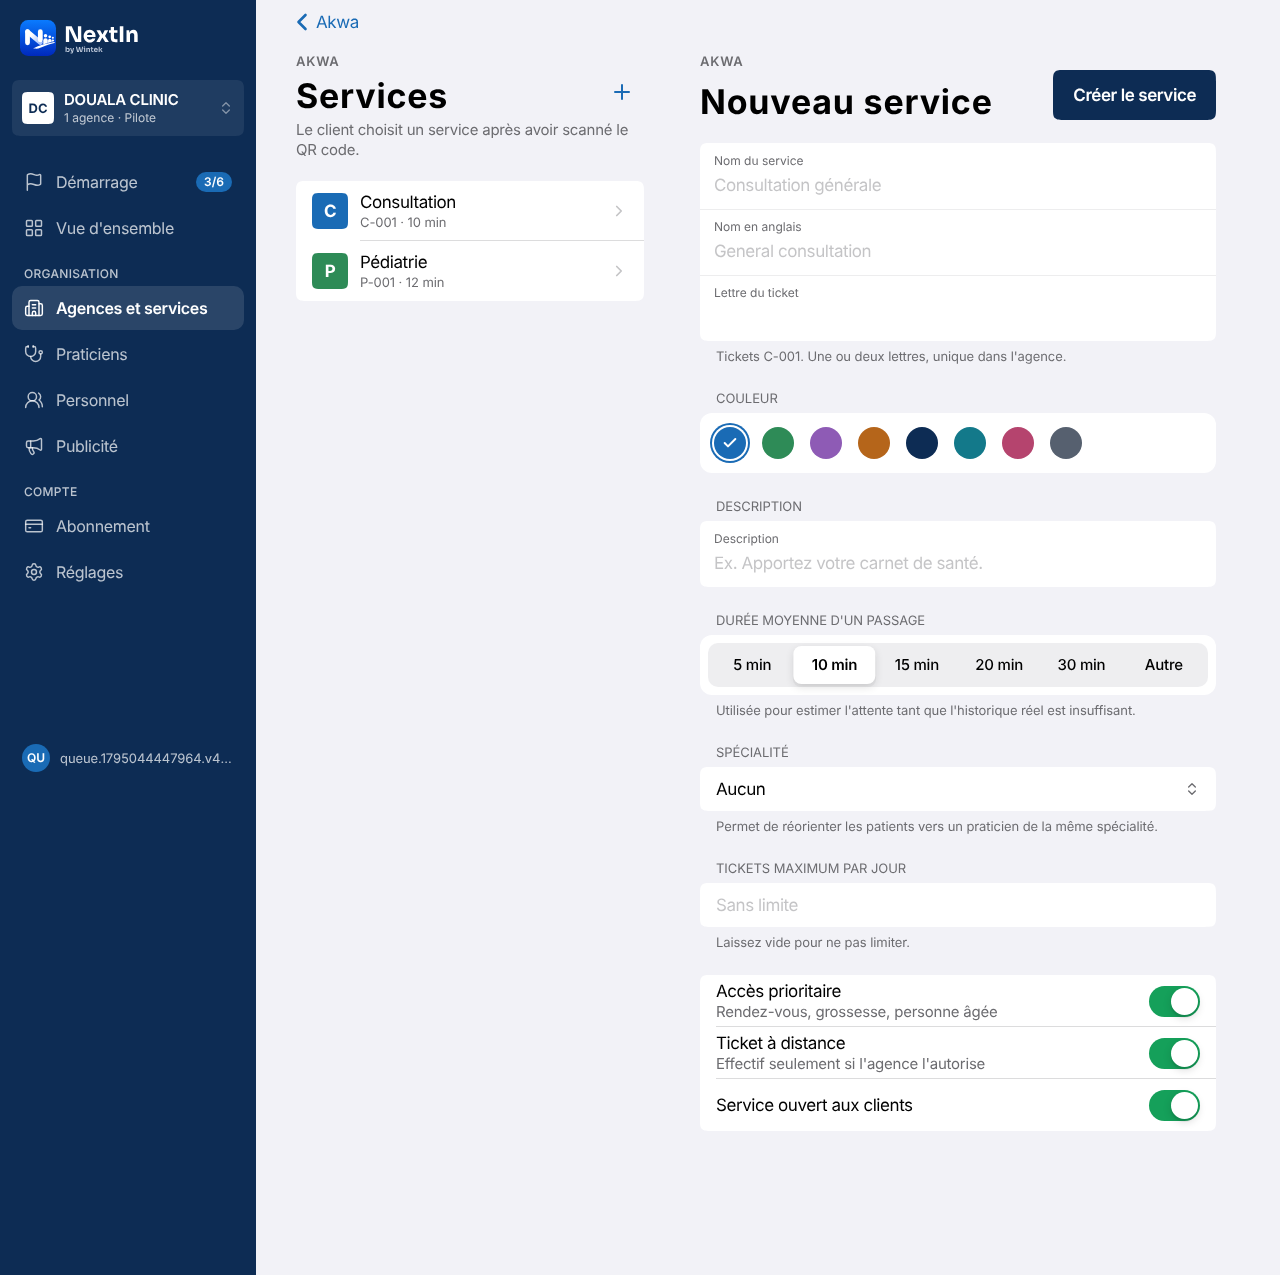 NextIn
by Wintek
DC
DOUALA CLINIC
1 agence · Pilote
Démarrage
3/6
Vue d'ensemble
ORGANISATION
Agences et services
Praticiens
Personnel
Publicité
COMPTE
Abonnement
Réglages
QU
queue.1795044447964.v4...
Akwa
AKWA
Services
Le client choisit un service après avoir scanné le
QR code.
C
Consultation
C-001 · 10 min
P
Pédiatrie
P-001 · 12 min
AKWA
Nouveau service
Créer le service
Nom du service
Consultation générale
Nom en anglais
General consultation
Lettre du ticket
Tickets C-001. Une ou deux lettres, unique dans l'agence.
COULEUR
DESCRIPTION
Description
Ex. Apportez votre carnet de santé.
DURÉE MOYENNE D'UN PASSAGE
5 min 10 min 15 min 20 min 30 min Autre
Utilisée pour estimer l'attente tant que l'historique réel est insuffisant.
SPÉCIALITÉ
Aucun
Permet de réorienter les patients vers un praticien de la même spécialité.
TICKETS MAXIMUM PAR JOUR
Sans limite
Laissez vide pour ne pas limiter.
Accès prioritaire
Rendez-vous, grossesse, personne âgée
Ticket à distance
Effectif seulement si l'agence l'autorise
Service ouvert aux clients